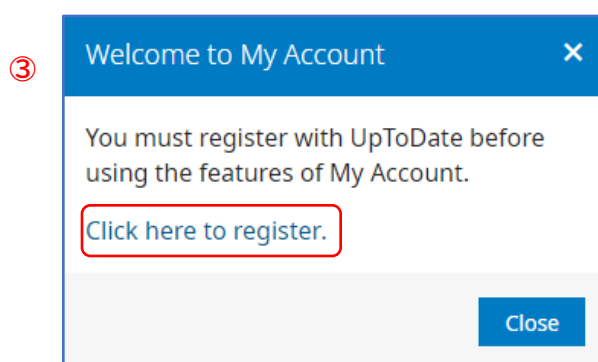 ③
Welcome to My Account ×
You must register with UpToDate before
using the features of My Account.
Click here to register.
Close